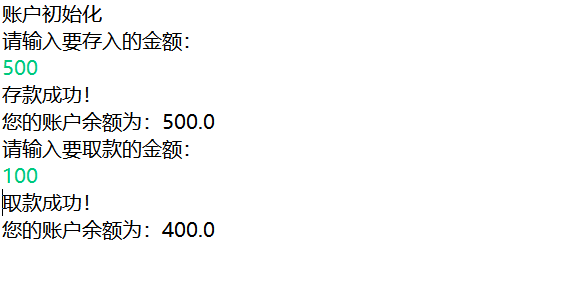 账户初始化
请输入要存入的金额：
500
存款成功！
您的账户余额为：500.0
请输入要取款的金额：
100
取款成功！
您的账户余额为：400.0